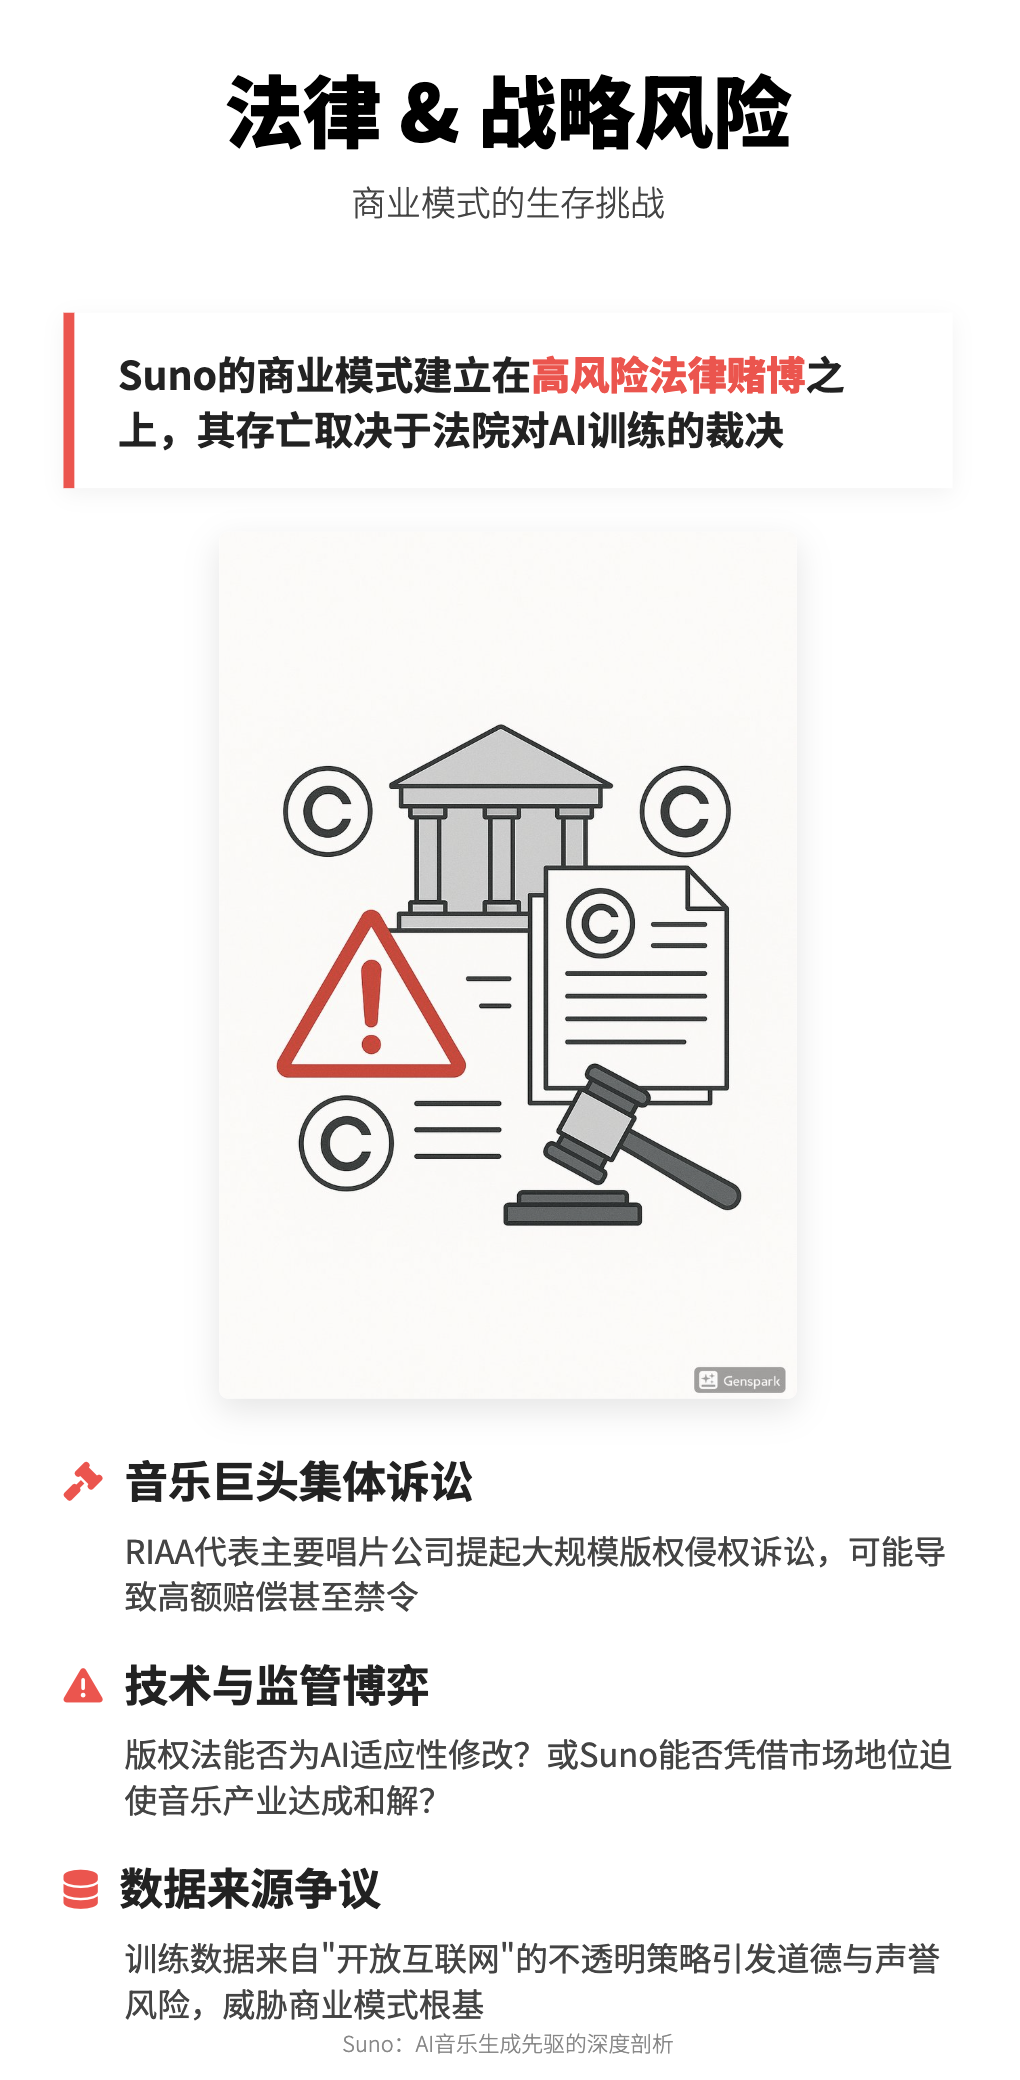 法律 & 战略风险
商业模式的生存挑战
Suno的商业模式建立在高风险法律赌博之
上，其存亡取决于法院对AI训练的裁决
C
C
C
C
Genspark
音乐巨头集体诉讼
RIAA代表主要唱片公司提起大规模版权侵权诉讼，可能导
致高额赔偿甚至禁令
技术与监管博弈
版权法能否为AI适应性修改？或Suno能否凭借市场地位迫
使音乐产业达成和解？
数据来源争议
训练数据来自"开放互联网"的不透明策略引发道德与声誉
风险，威胁商业模式根基
Suno：AI音乐生成先驱的深度剖析